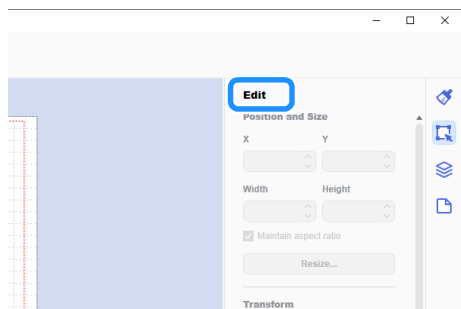 Edit
Position and Size
X Y
Width Height
Maintain aspect ratio
Resize...
Transform